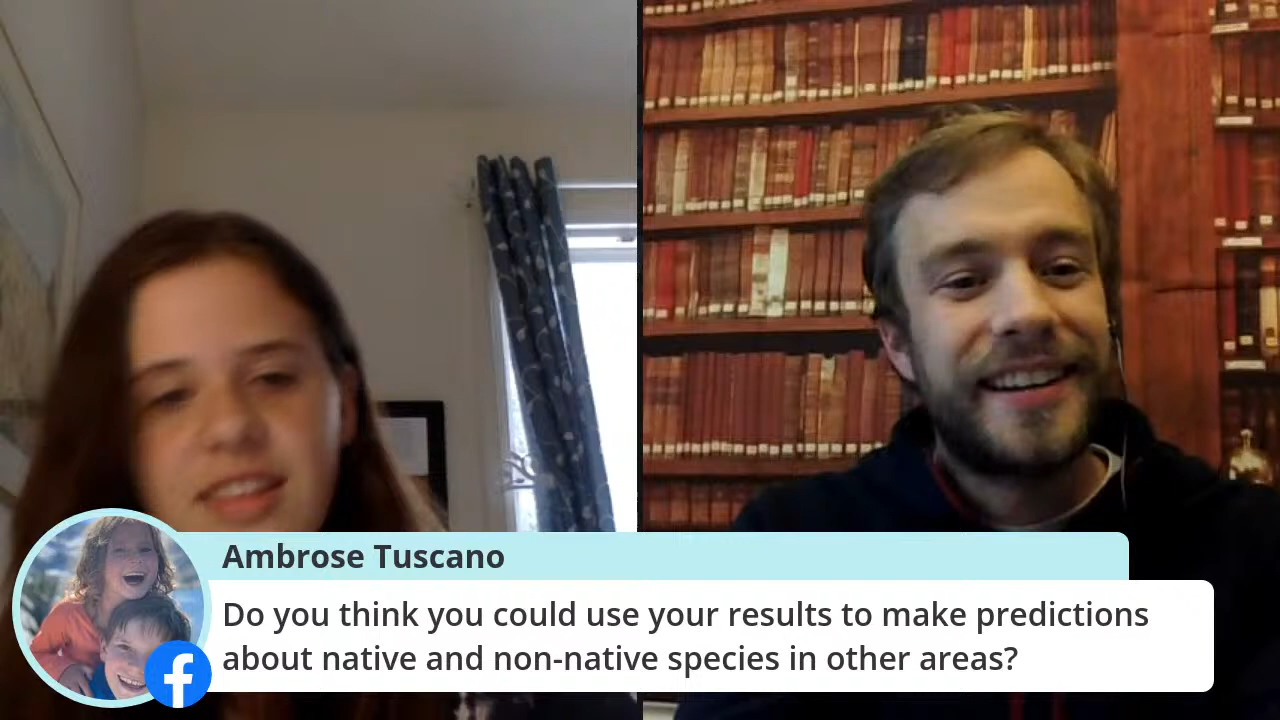 Ambrose Tuscano
Do you think you could use your results to make predictions
about native and non-native species in other areas?